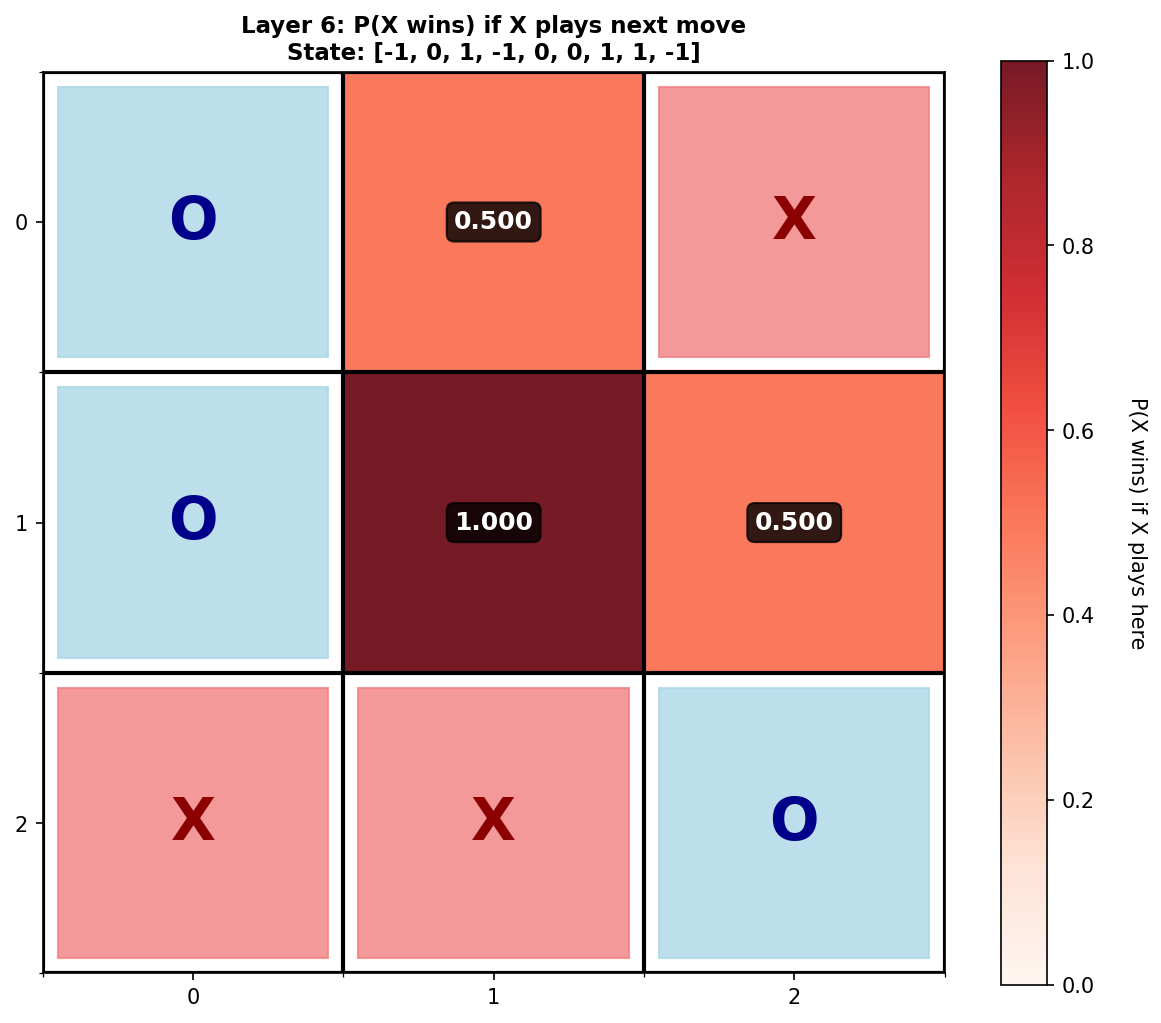 Layer 6: P(X wins) if X plays next move
State: [-1, 0, 1, -1, 0, 0, 1, 1, -1]
0
O
0.500
X
1
O
1.000
0.500
2
X
X
O
0
1
2
1.0
0.8
0.6
0.4
0.2
0.0
P(X wins) if X plays here